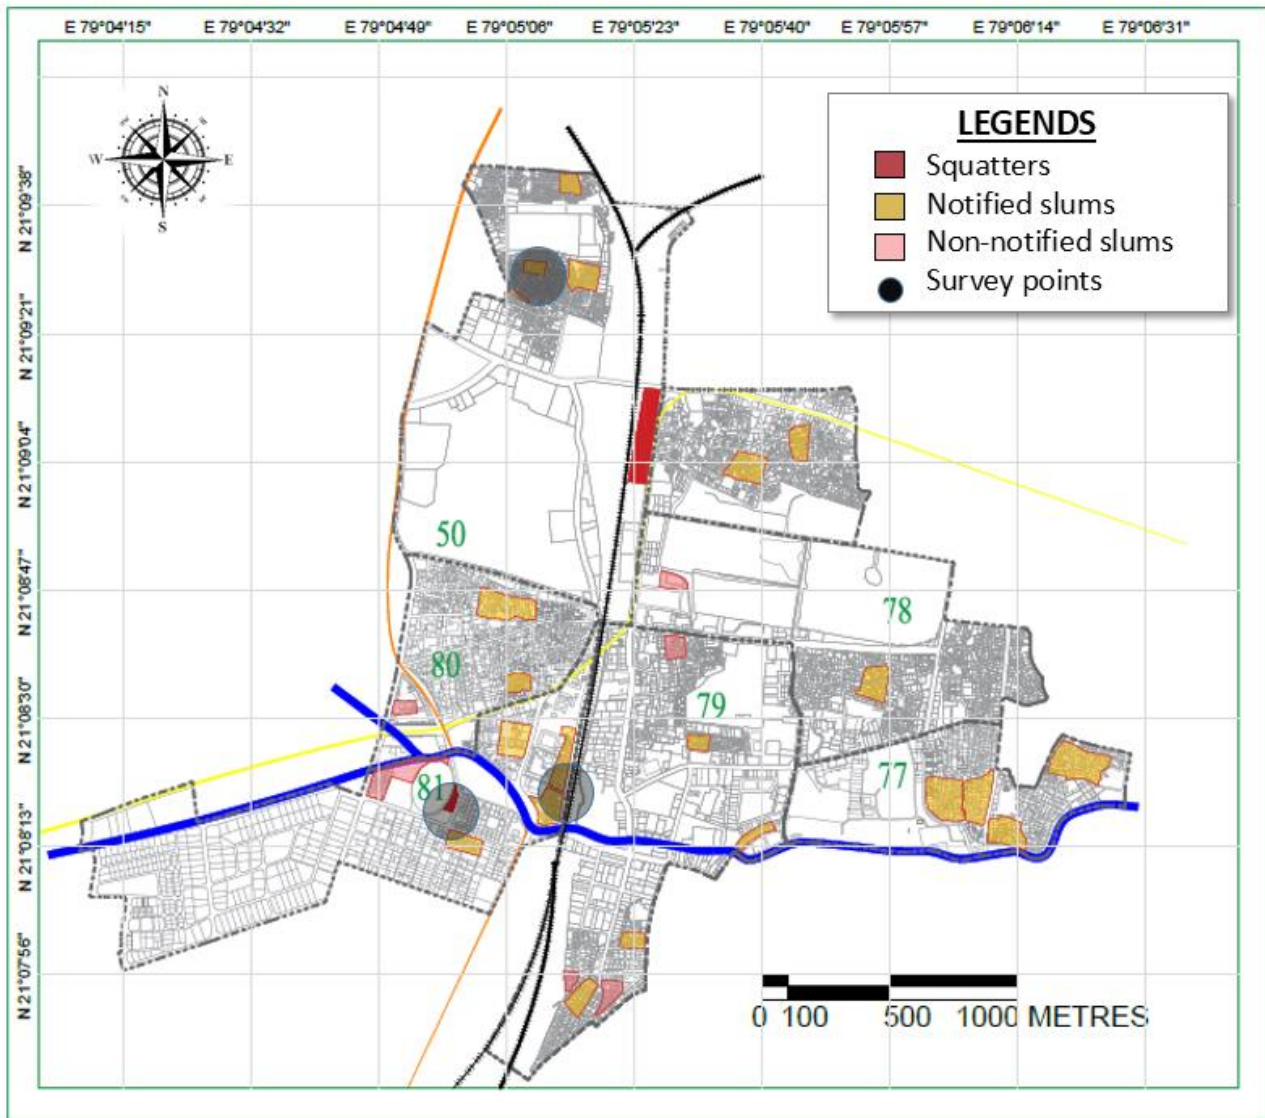 E 79°04'15" E 79°04'32" E 79°04'49" E 79°05'06" E 79°05'23" E 79°05'40" E 79°05'57" E 79°06'14" E 79°06'31"
LEGENDS
Squatters
Notified slums
Non-notified slums
Survey points
N
W E
S
N 21°09'38"
N 21°09'21"
N 21°09'04"
N 21°08'47"
N 21°08'30"
N 21°08'13"
N 21°07'56"
50
78
80
79
77
81
0 100 500 1000 METRES